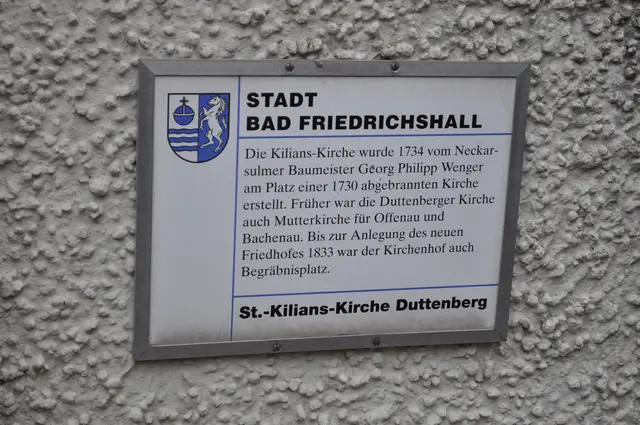 STADT
BAD FRIEDRICHSHALL
Die Kilians-Kirche wurde 1734 vom Neckar-
sulmer Baumeister Georg Philipp Wenger
am Platz einer 1730 abgebrannten Kirche
erstellt. Früher war die Duttenberger Kirche
auch Mutterkirche für Offenau und
Bachenau. Bis zur Anlegung des neuen
Friedhofes 1833 war der Kirchenhof auch
Begräbnisplatz.
St.-Kilians-Kirche Duttenberg